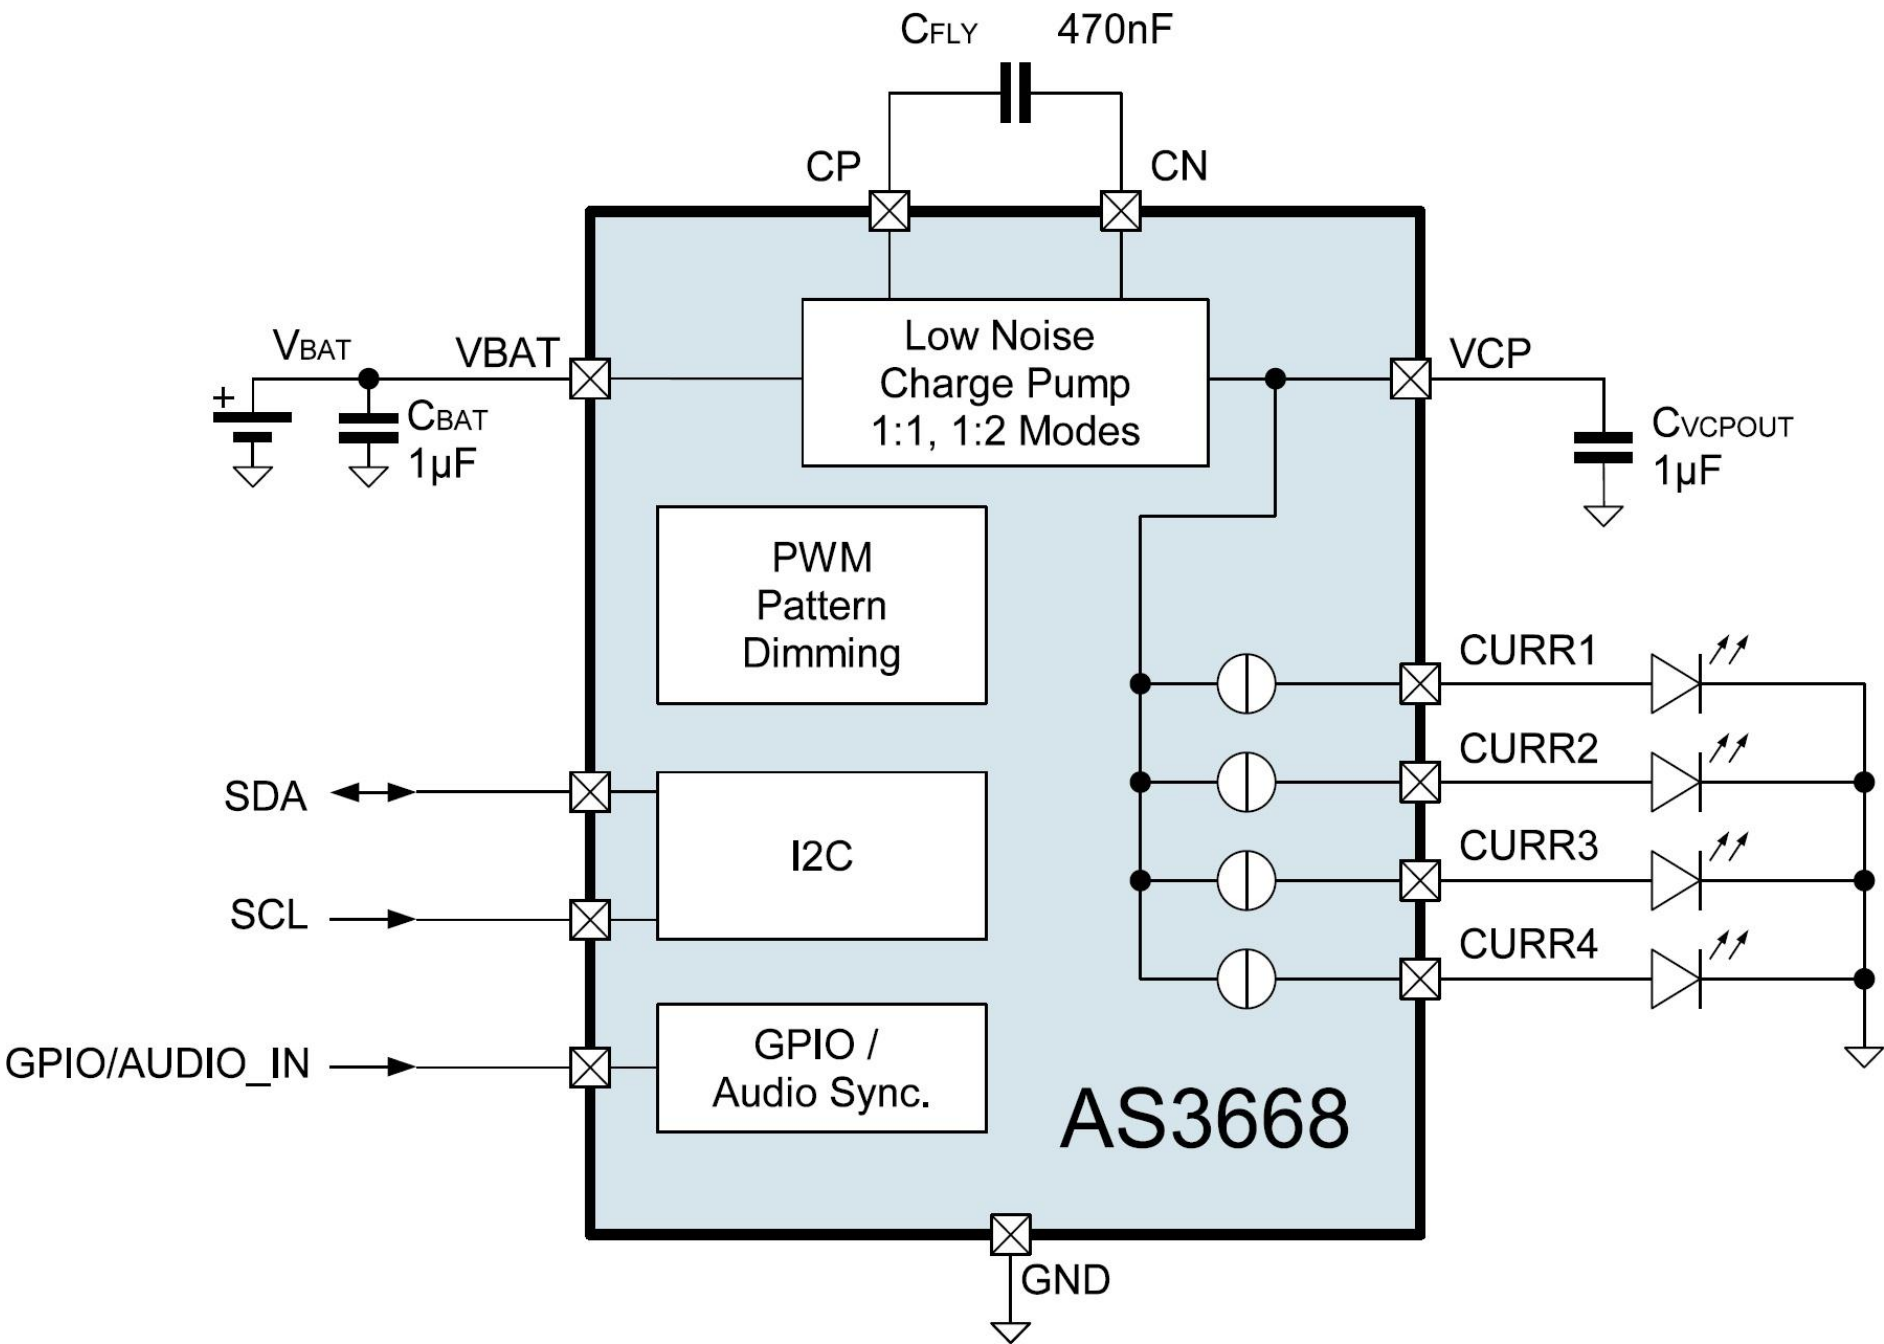 CFLY 470nF
CP
CN
VBAT
VBAT
Low Noise
Charge Pump
1:1, 1:2 Modes
VCP
+
CBAT
1µF
CVCPOUT
1µF
PWM
Pattern
Dimming
CURR1
CURR2
SDA
I2C
CURR3
SCL
CURR4
GPIO/AUDIO_IN
GPIO /
Audio Sync.
AS3668
GND